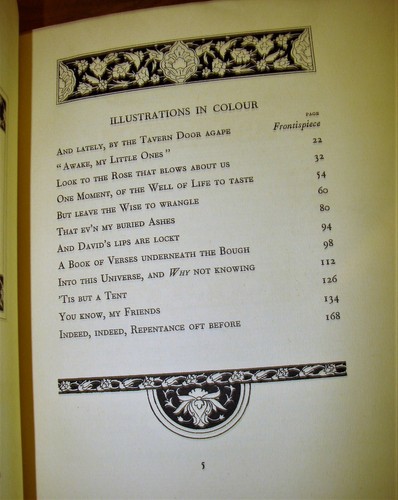 ILLUSTRATIONS IN COLOUR
PAGE
AND LATELY, BY THE TAVERN DOOR AGAPE Frontispiece
"AWAKE, MY LITTLE ONES" 22
LOOK TO THE ROSE THAT BLOWS ABOUT US 32
ONE MOMENT, OF THE WELL OF LIFE TO TASTE 54
BUT LEAVE THE WISE TO WRANGLE 60
THAT EV'N MY BURIED ASHES 80
AND DAVID'S LIPS ARE LOCKT 94
A BOOK OF VERSES UNDERNEATH THE BOUGH 98
INTO THIS UNIVERSE, AND Why NOT KNOWING 112
'TIS BUT A TENT 126
YOU KNOW, MY FRIENDS 134
INDEED, INDEED, REPENTANCE OFT BEFORE 168
5